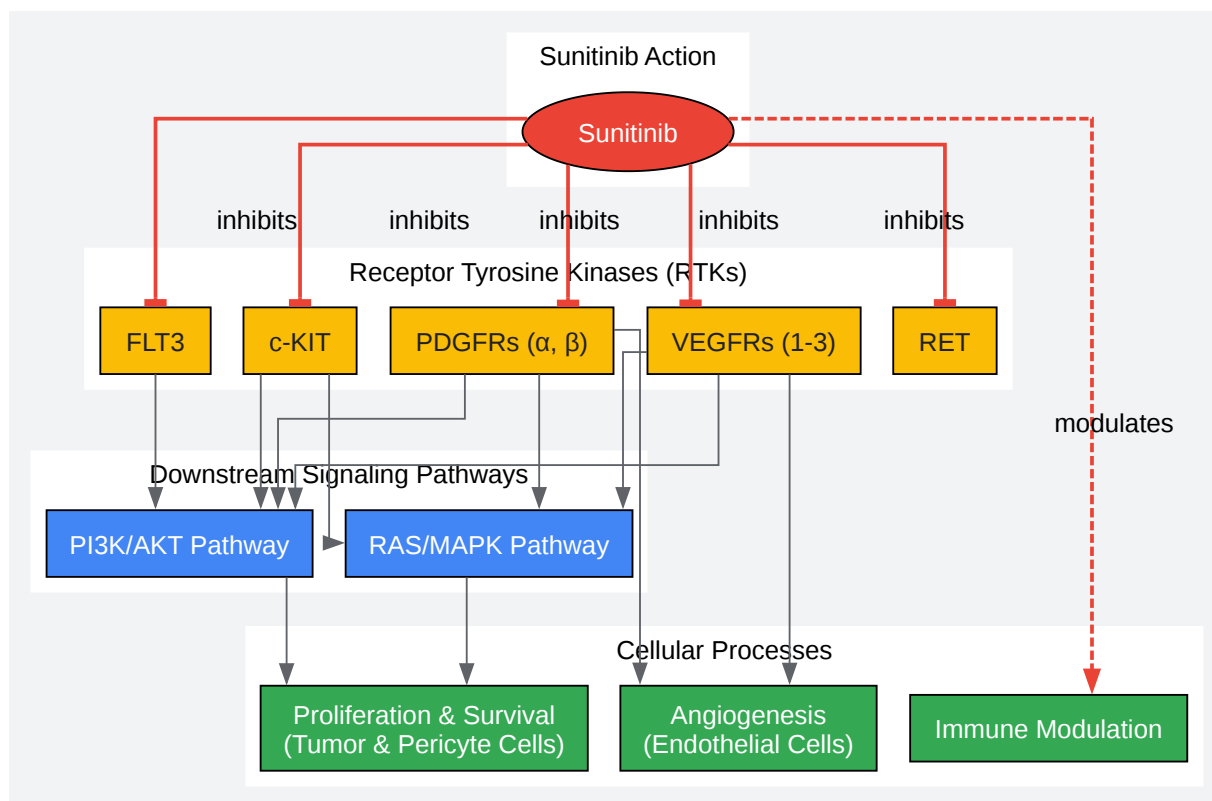 Sunitinib Action
Sunitinib
inhibits
inhibits
inhibits
inhibits
inhibits
Receptor Tyrosine Kinases (RTKs)
FLT3
c-KIT
PDGFRs (α, β)
VEGFRs (1-3)
RET
modulates
Downstream Signaling Pathways
PI3K/AKT Pathway
RAS/MAPK Pathway
Cellular Processes
Proliferation & Survival
(Tumor & Pericyte Cells)
Angiogenesis
(Endothelial Cells)
Immune Modulation